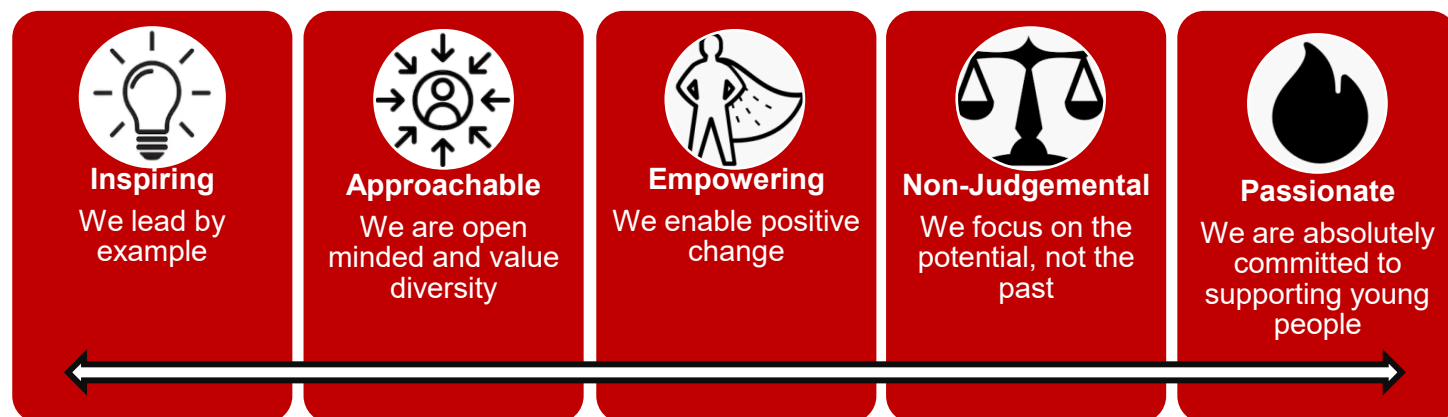 Inspiring
We lead by
example
Approachable
We are open
minded and value
diversity
Empowering
We enable positive
change
Non-Judgemental
We focus on the
potential, not the
past
Passionate
We are absolutely
committed to
supporting young
people